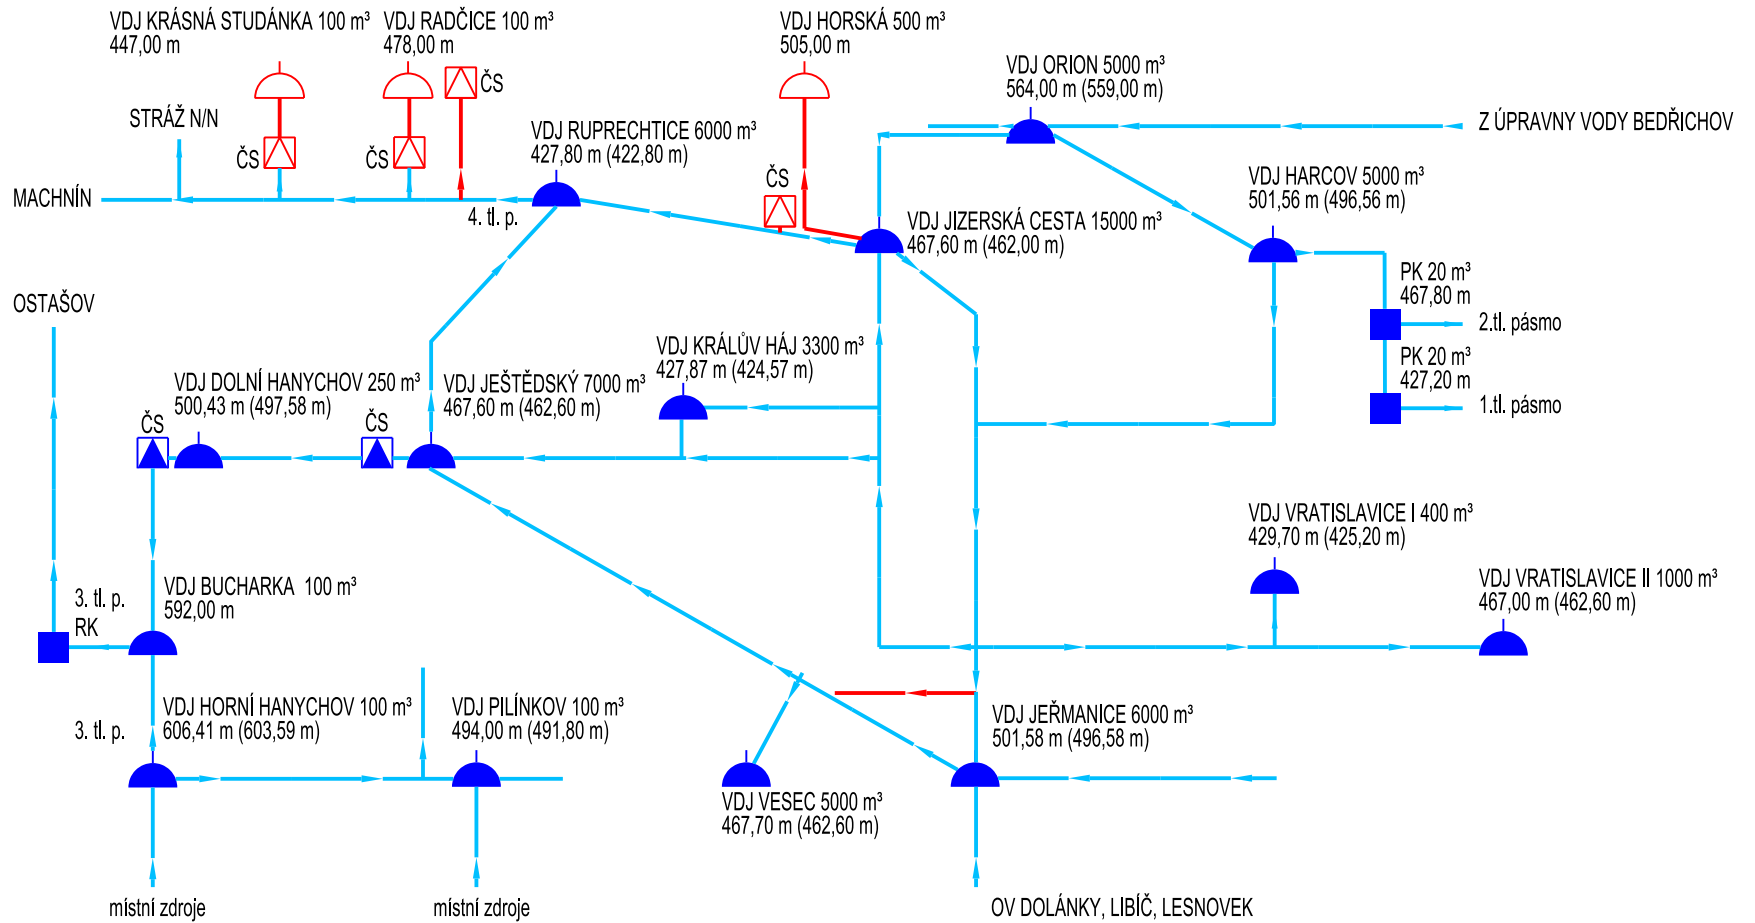 VDJ KRÁSNÁ STUDÁNKA 100 m³
447,00 m
VDJ RADČICE 100 m³
478,00 m
VDJ HORSKÁ 500 m³
505,00 m
VDJ ORION 5000 m³
564,00 m (559,00 m)
ČS
STRÁŽ N/N
VDJ RUPRECHTICE 6000 m³
427,80 m (422,80 m)
Z ÚPRAVNY VODY BEDŘICHOV
ČS
ČS
ČS
VDJ HARCOV 5000 m³
501,56 m (496,56 m)
MACHNÍN
4. tl. p.
VDJ JIZERSKÁ CESTA 15000 m³
467,60 m (462,00 m)
PK 20 m³
467,80 m
OSTAŠOV
2.tl. pásmo
VDJ KRÁLŮV HÁJ 3300 m³
427,87 m (424,57 m)
PK 20 m³
427,20 m
VDJ DOLNÍ HANYCHOV 250 m³
500,43 m (497,58 m)
VDJ JEŠTĚDSKÝ 7000 m³
467,60 m (462,60 m)
1.tl. pásmo
ČS
ČS
VDJ VRATISLAVICE I 400 m³
429,70 m (425,20 m)
VDJ BUCHARKA 100 m³
592,00 m
VDJ VRATISLAVICE II 1000 m³
467,00 m (462,60 m)
3. tl. p.
RK
VDJ HORNÍ HANYCHOV 100 m³
606,41 m (603,59 m)
VDJ PILÍNKOV 100 m³
494,00 m (491,80 m)
VDJ JEŘMANICE 6000 m³
501,58 m (496,58 m)
3. tl. p.
VDJ VESEC 5000 m³
467,70 m (462,60 m)
místní zdroje
místní zdroje
OV DOLÁNKY, LIBÍČ, LESNOVEK